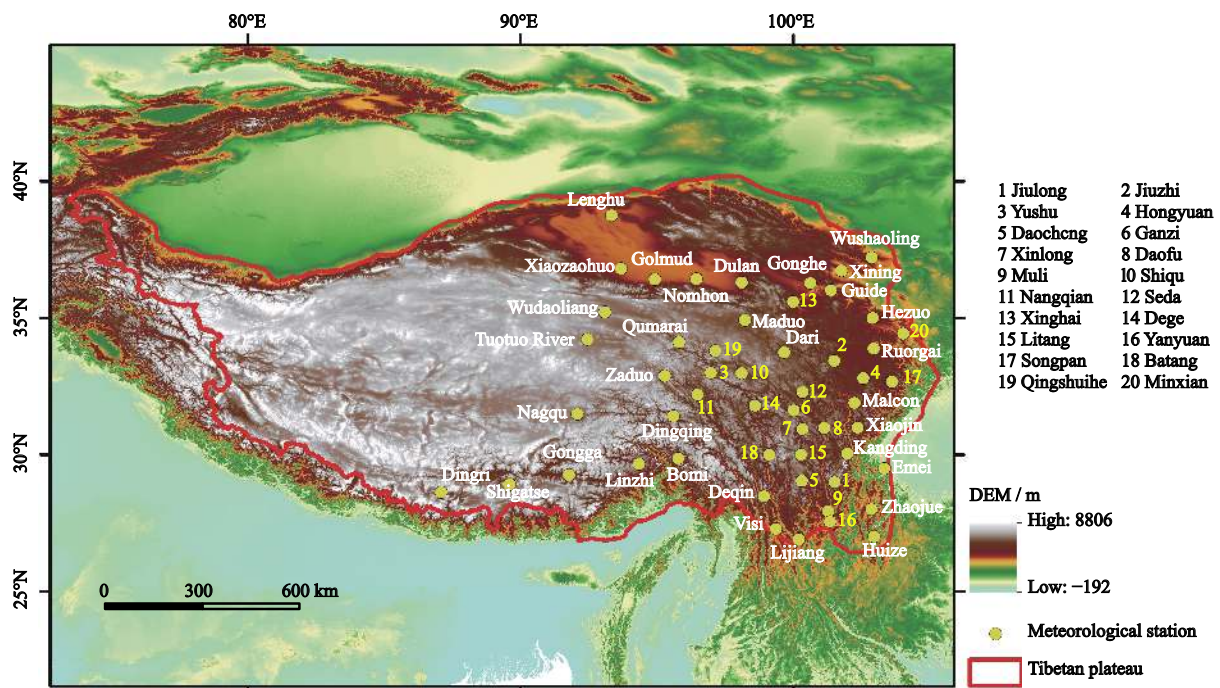 80°E 90°E 100°E
40°N
35°N
30°N
25°N
Lenghu
Wushaoling
Xiaozaohuo Golmud Dulan Gonghe Xining
Nomhon 13 Guide
Wudaoliang Hezuo
Qumarai Maduo 20
Tuotuo River Dari 2 Ruorgai
19
Zaduo 3 10 4 17
11 14 12 Malcon
Nagqu 6
Dingqing 7 8 Xiaojin
Gongga 18 15 Kangding
Dingri Linzhi Bomi Emei
Shigatse 5 1
Deqin 9
Visi 16 Zhaojue
Lijiang Huize
0 300 600 km
1 Jiulong 2 Jiuzhi
3 Yushu 4 Hongyuan
5 Daochcng 6 Ganzi
7 Xinlong 8 Daofu
9 Muli 10 Shiqu
11 Nangqian 12 Seda
13 Xinghai 14 Dege
15 Litang 16 Yanyuan
17 Songpan 18 Batang
19 Qingshuihe 20 Minxian
DEM / m
High: 8806
Low: −192
Meteorological station
Tibetan plateau